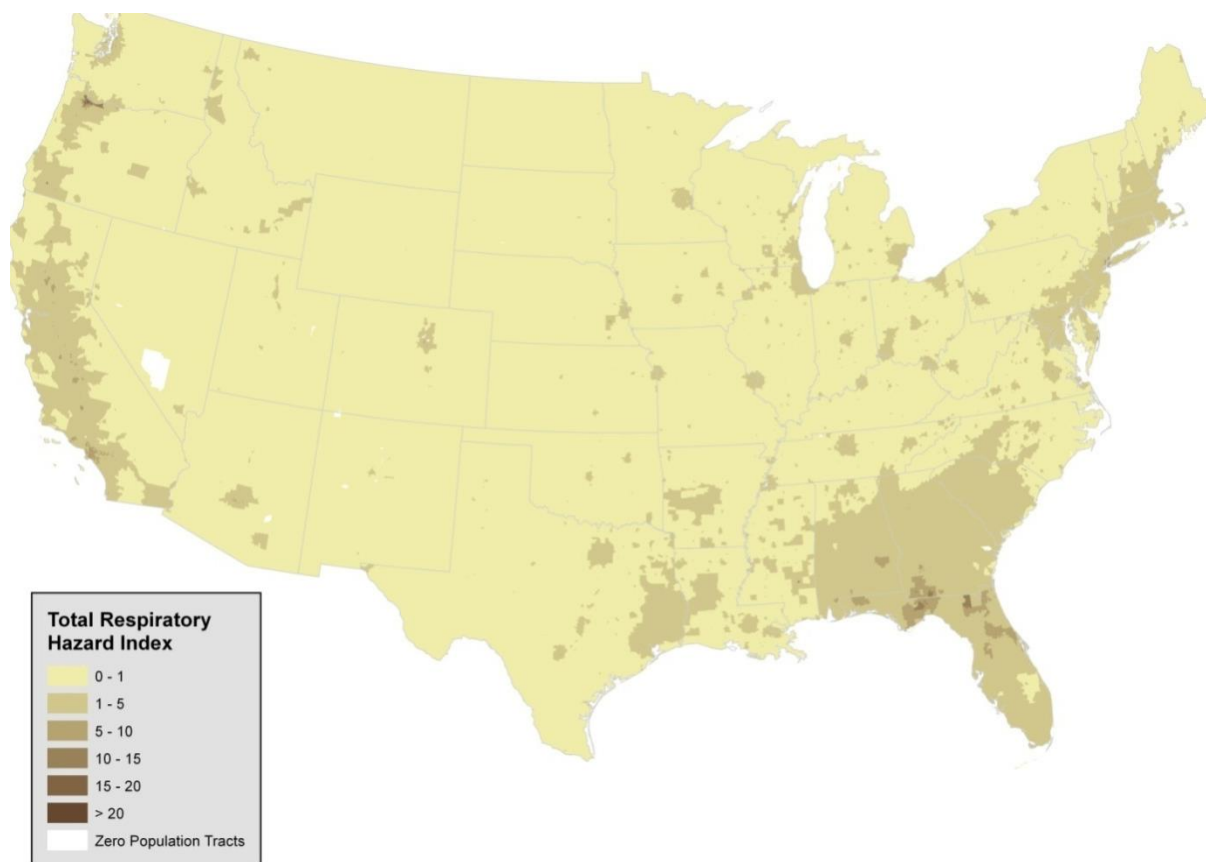 Total Respiratory
Hazard Index
0 - 1
1 - 5
5 - 10
10 - 15
15 - 20
> 20
Zero Population Tracts